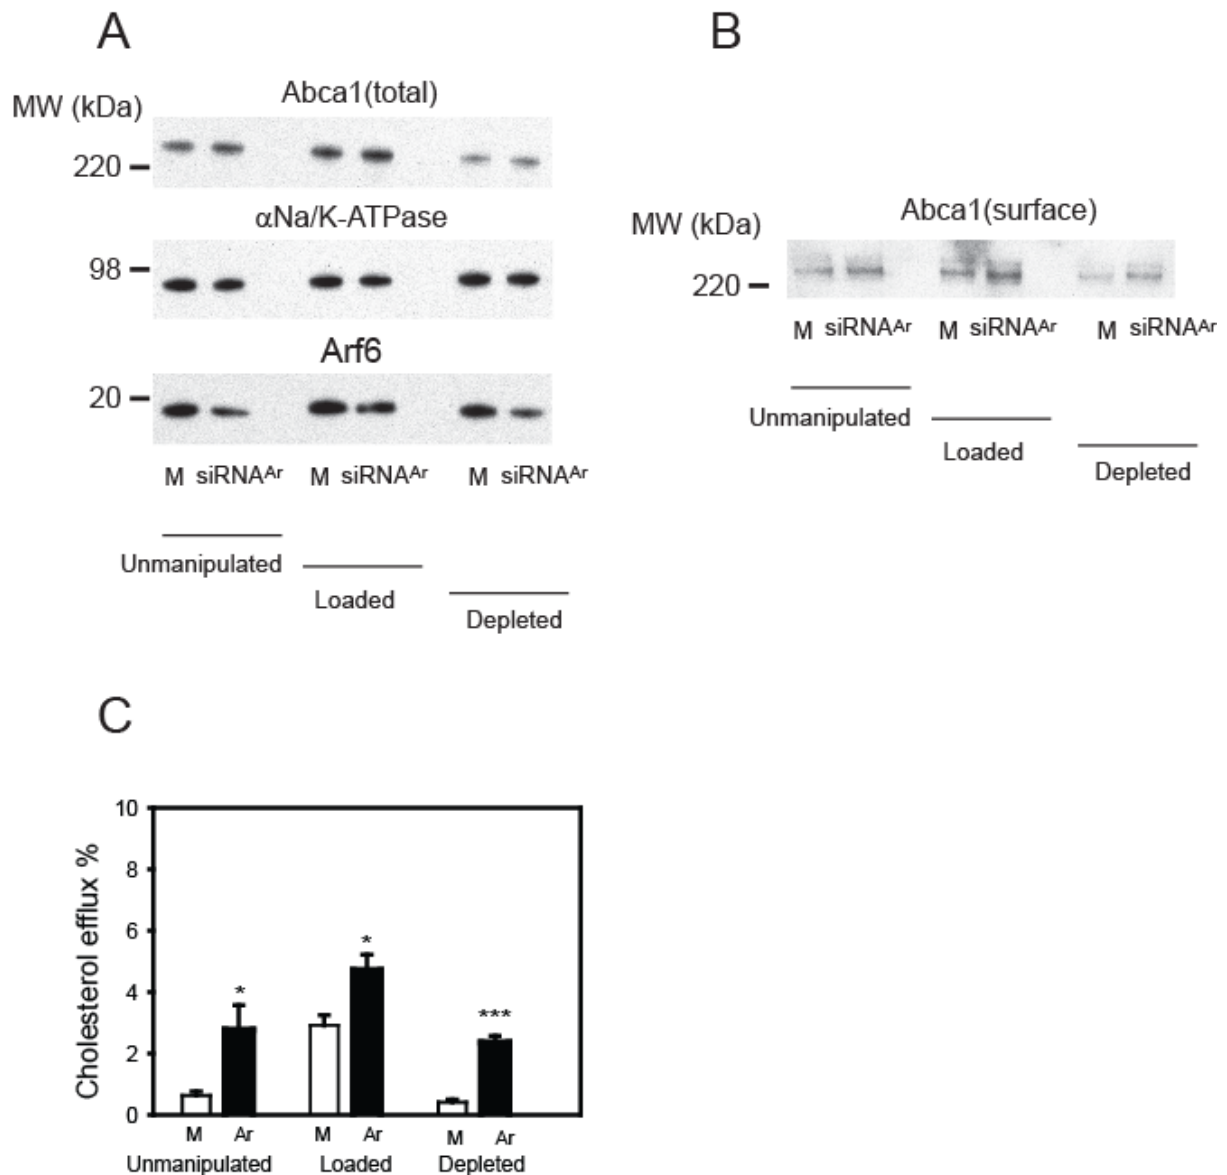 A
Abca1(total)
MW (kDa)
220
αNa/K-ATPase
98
Arf6
20
M siRNAAr M siRNAAr M siRNAAr
Unmanipulated
Loaded
Depleted
B
Abca1(surface)
MW (kDa)
220
M siRNAAr M siRNAAr M siRNAAr
Unmanipulated
Loaded
Depleted
C
Cholesterol efflux %
10
8
6
4
2
0
* * ***
M Ar M Ar M Ar
Unmanipulated Loaded Depleted